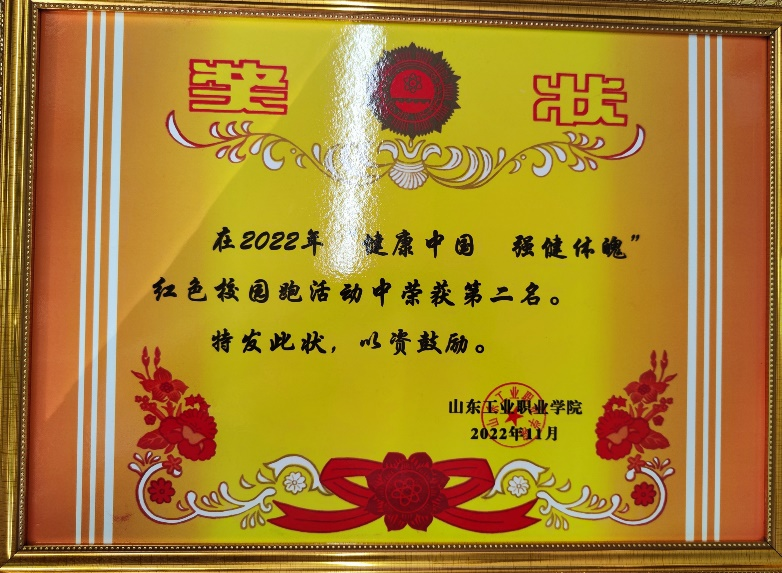 奖 状
在2022年“健康中国 强健体魄”
红色校园跑活动中荣获第二名。
特发此状，以资鼓励。
山东工业职业学院
2022年11月